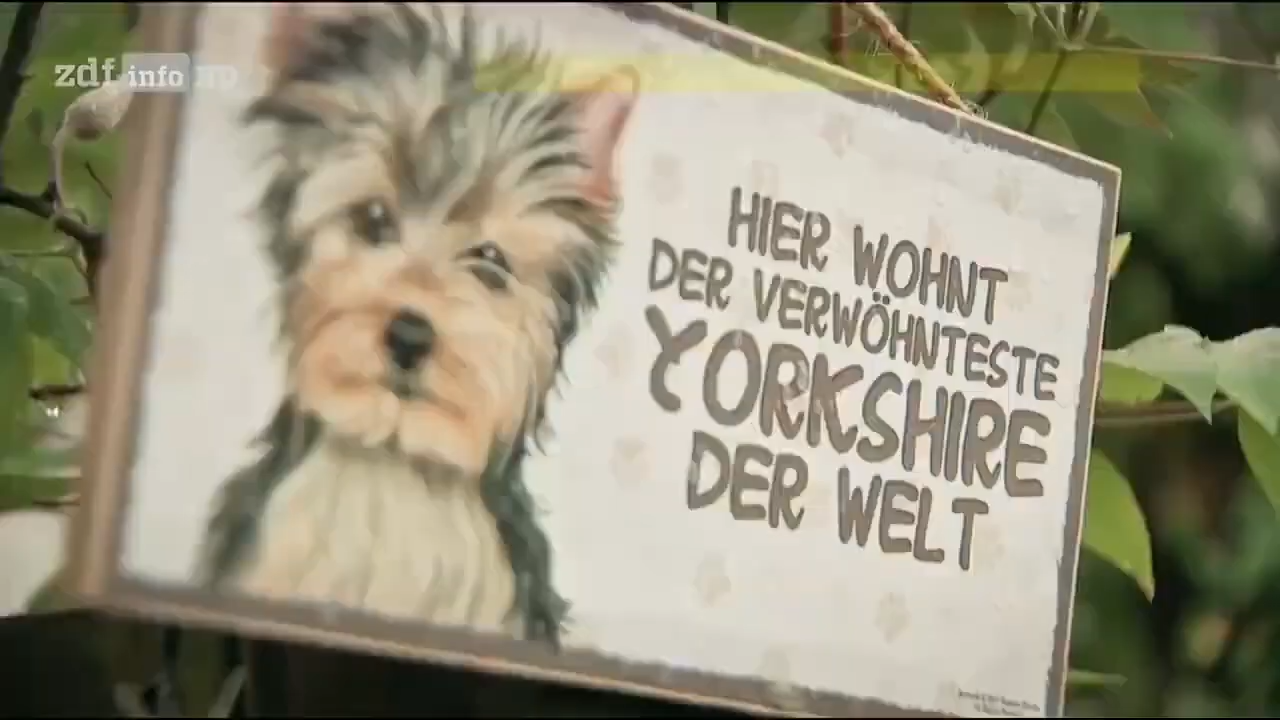 zdf info
HIER WOHNT
DER VERWÖHNTESTE
YORKSHIRE
DER WELT